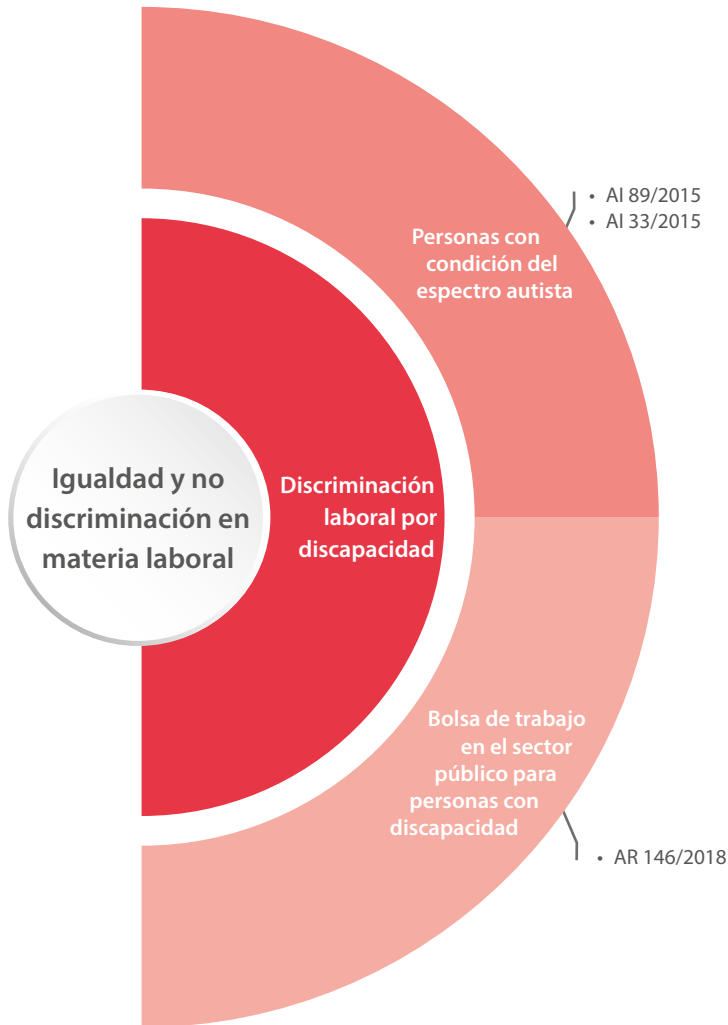 Igualdad y no
discriminación en
materia laboral
Discriminación
laboral por
discapacidad
Personas con
condición del
espectro autista
• AI 89/2015
• AI 33/2015
Bolsa de trabajo
en el sector
público para
personas con
discapacidad
• AR 146/2018